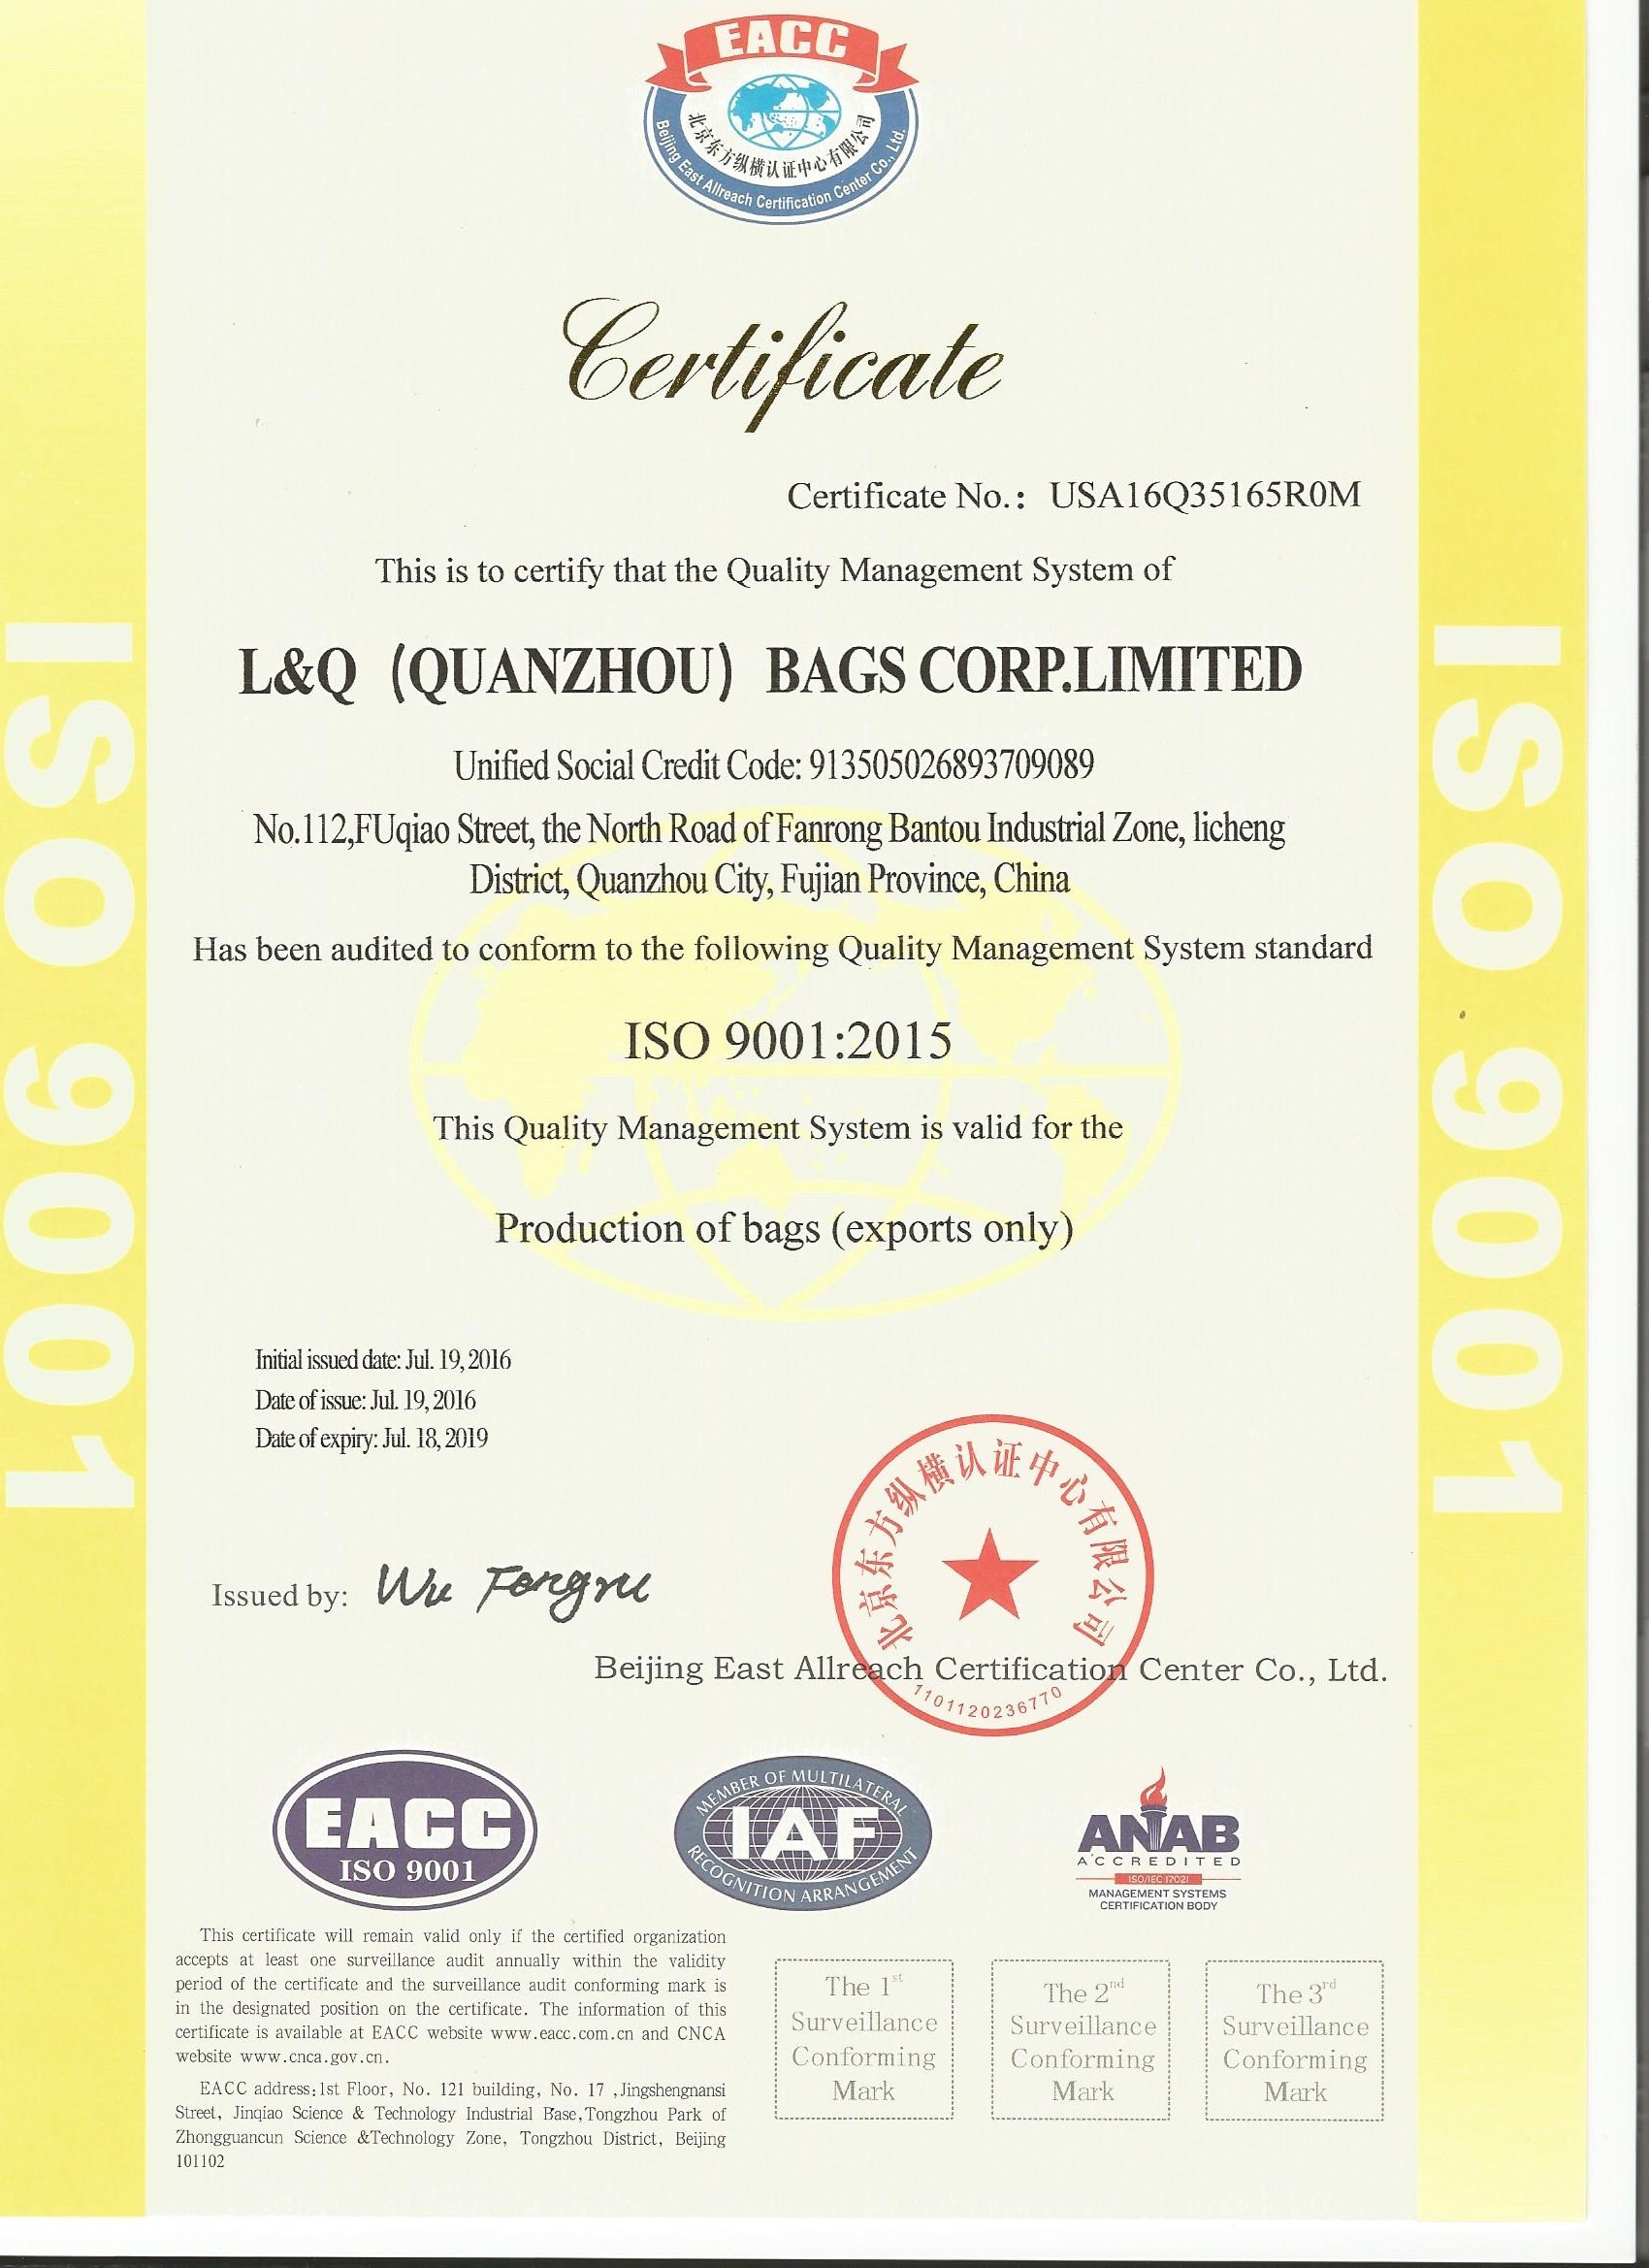 EACC
北京东方纵横认证中心有限公司
Beijing East Allreach Certification Center Co., Ltd.
Certificate
Certificate No.: USA16Q35165R0M
This is to certify that the Quality Management System of
L&Q (QUANZHOU) BAGS CORP.LIMITED
Unified Social Credit Code: 913505026893709089
No.112,FUqiao Street, the North Road of Fanrong Bantou Industrial Zone, licheng
District, Quanzhou City, Fujian Province, China
Has been audited to conform to the following Quality Management System standard
ISO 9001:2015
This Quality Management System is valid for the
Production of bags (exports only)
ISO 9001
ISO 9001
Initial issued date: Jul. 19, 2016
Date of issue: Jul. 19, 2016
Date of expiry: Jul. 18, 2019
北京东方纵横认证中心有限公司
Issued by: Wu Fengru
Beijing East Allreach Certification Center Co., Ltd.
1101120236770
EACC
ISO 9001
MEMBER OF MULTILATERAL
IAF
RECOGNITION ARRANGEMENT
ANAB
ACCREDITED
ISO/IEC 17021
MANAGEMENT SYSTEMS
CERTIFICATION BODY
This certificate will remain valid only if the certified organization
accepts at least one surveillance audit annually within the validity
period of the certificate and the surveillance audit conforming mark is
in the designated position on the certificate. The information of this
certificate is available at EACC website www.eacc.com.cn and CNCA
website www.cnca.gov.cn.
EACC address:1st Floor, No. 121 building, No. 17 ,Jingshengnansi
Street, Jinqiao Science & Technology Industrial Base,Tongzhou Park of
Zhongguancun Science &Technology Zone, Tongzhou District, Beijing
101102
The 1st
Surveillance
Conforming
Mark
The 2nd
Surveillance
Conforming
Mark
The 3rd
Surveillance
Conforming
Mark